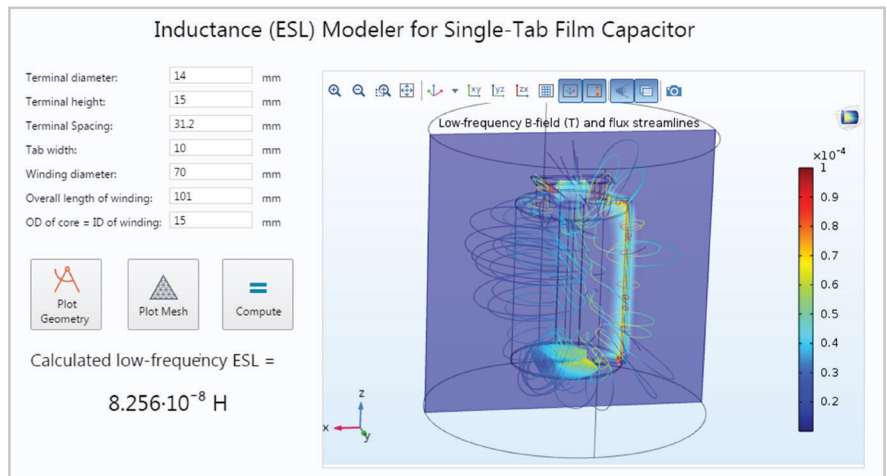 Inductance (ESL) Modeler for Single-Tab Film Capacitor
Terminal diameter: 14 mm
Terminal height: 15 mm
Terminal Spacing: 31.2 mm
Tab width: 10 mm
Winding diameter: 70 mm
Overall length of winding: 101 mm
OD of core = ID of winding: 15 mm
Plot
Geometry
Plot Mesh
Compute
Calculated low-frequency ESL =
8.256·10⁻⁸ H
xy yz zx
Low-frequency B-field (T) and flux streamlines
×10⁻⁴
1
0.9
0.8
0.7
0.6
0.5
0.4
0.3
0.2
z
x
y